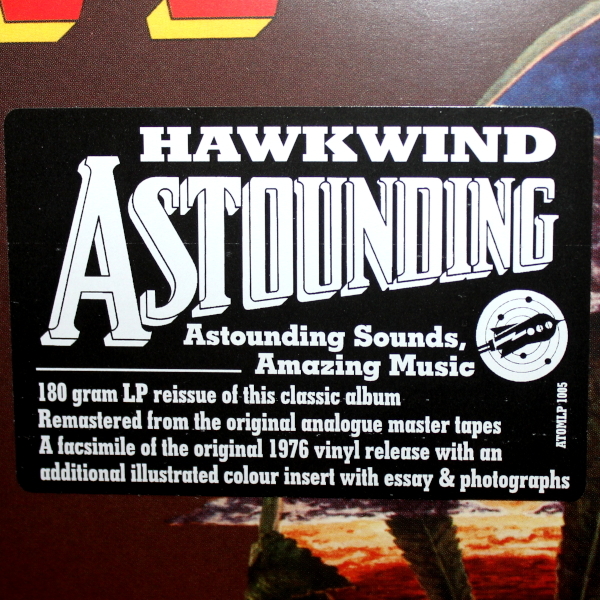 HAWKWIND
ASTOUNDING
Astounding Sounds,
Amazing Music
180 gram LP reissue of this classic album
Remastered from the original analogue master tapes
A facsimile of the original 1976 vinyl release with an
additional illustrated colour insert with essay & photographs
ATOMLP 1005